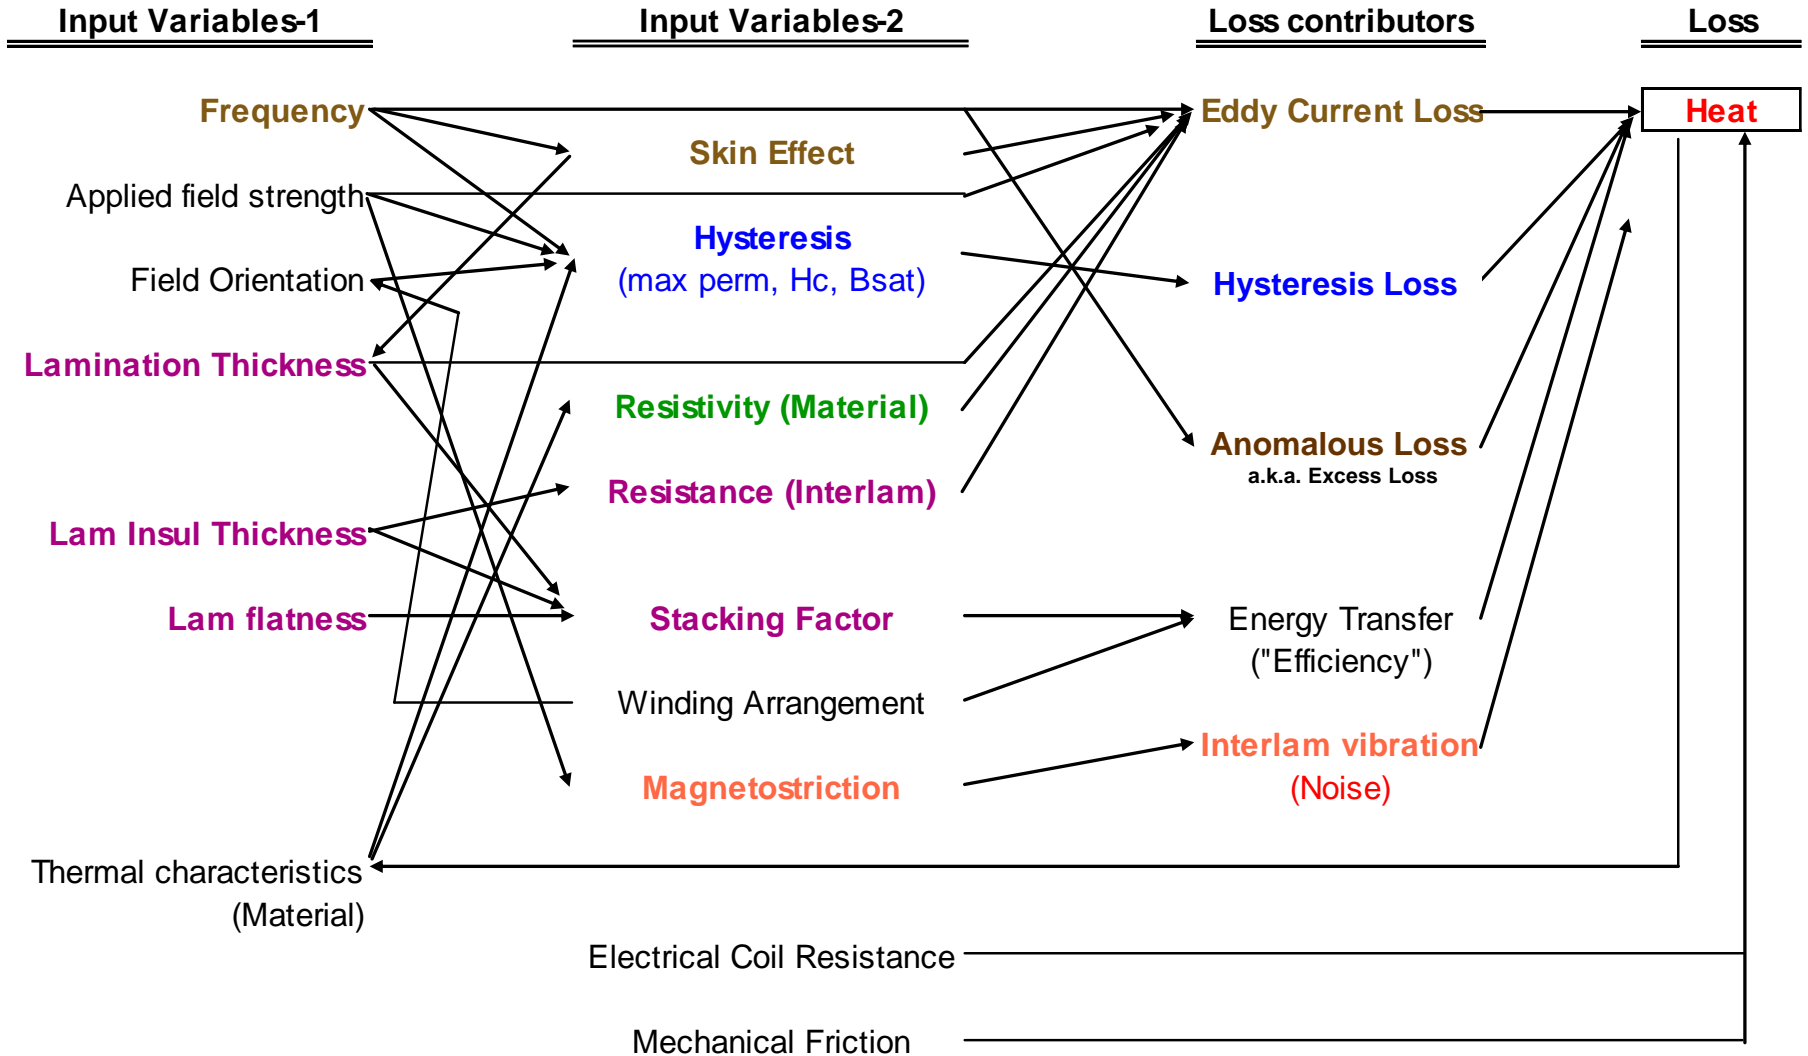 Input Variables-1
Input Variables-2
Loss contributors
Loss
Frequency
Eddy Current Loss
Heat
Skin Effect
Applied field strength
Hysteresis
Field Orientation
(max perm, Hc, Bsat)
Hysteresis Loss
Lamination Thickness
Resistivity (Material)
Anomalous Loss
a.k.a. Excess Loss
Resistance (Interlam)
Lam Insul Thickness
Lam flatness
Stacking Factor
Energy Transfer
("Efficiency")
Winding Arrangement
Interlam vibration
(Noise)
Magnetostriction
Thermal characteristics
(Material)
Electrical Coil Resistance
Mechanical Friction